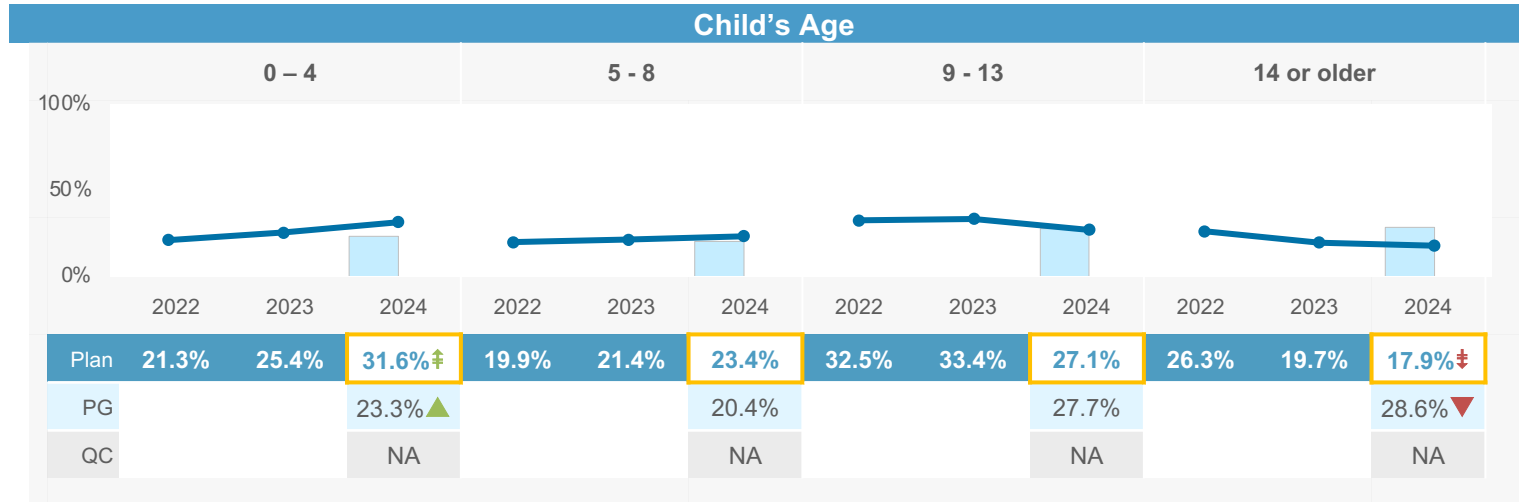 Child's Age
0 – 4 5 - 8 9 - 13 14 or older
100%
50%
0%
2022 2023 2024 2022 2023 2024 2022 2023 2024 2022 2023 2024
Plan 21.3% 25.4% 31.6%⇞ 19.9% 21.4% 23.4% 32.5% 33.4% 27.1% 26.3% 19.7% 17.9%⇟
PG 23.3%▲ 20.4% 27.7% 28.6%▼
QC NA NA NA NA